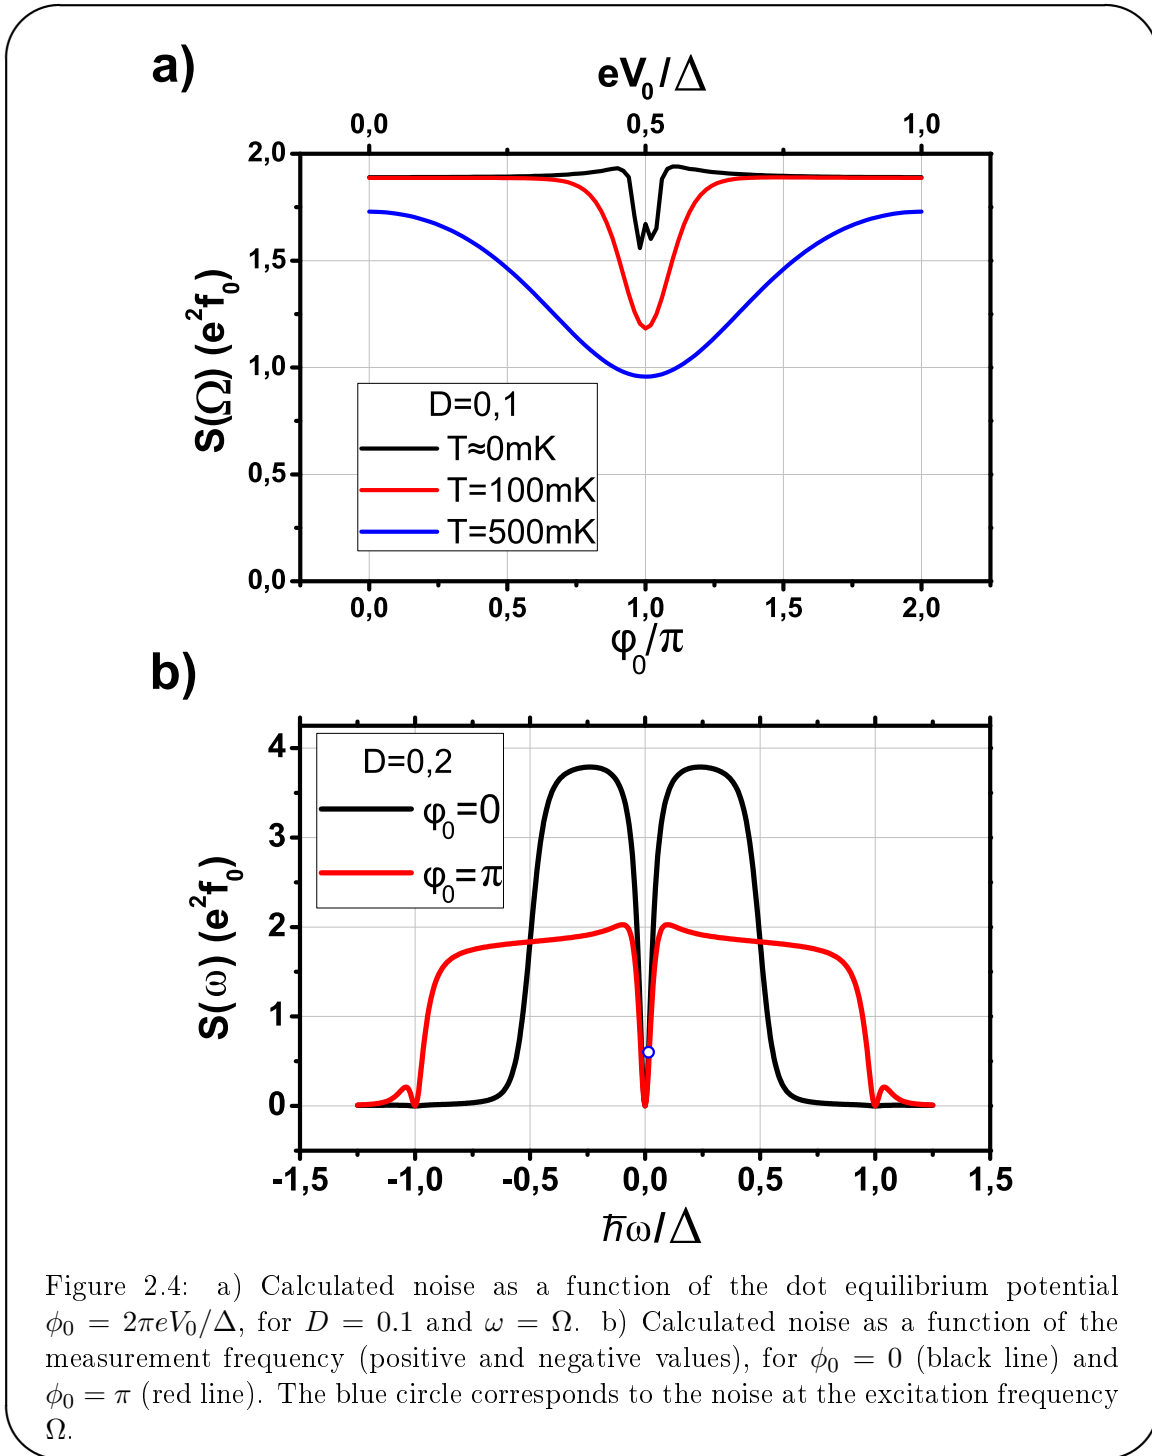 a)
eV₀/Δ
0,0 0,5 1,0
2,0
1,5
1,0
0,5
0,0
S(Ω) (e²f₀)
D=0,1
T≈0mK
T=100mK
T=500mK
0,0 0,5 1,0 1,5 2,0
φ₀/π
b)
4
3
2
1
0
S(ω) (e²f₀)
D=0,2
φ₀=0
φ₀=π
-1,5 -1,0 -0,5 0,0 0,5 1,0 1,5
ℏω/Δ
Figure 2.4: a) Calculated noise as a function of the dot equilibrium potential
ϕ₀ = 2πeV₀/Δ, for D = 0.1 and ω = Ω. b) Calculated noise as a function of the
measurement frequency (positive and negative values), for ϕ₀ = 0 (black line) and
ϕ₀ = π (red line). The blue circle corresponds to the noise at the excitation frequency
Ω.